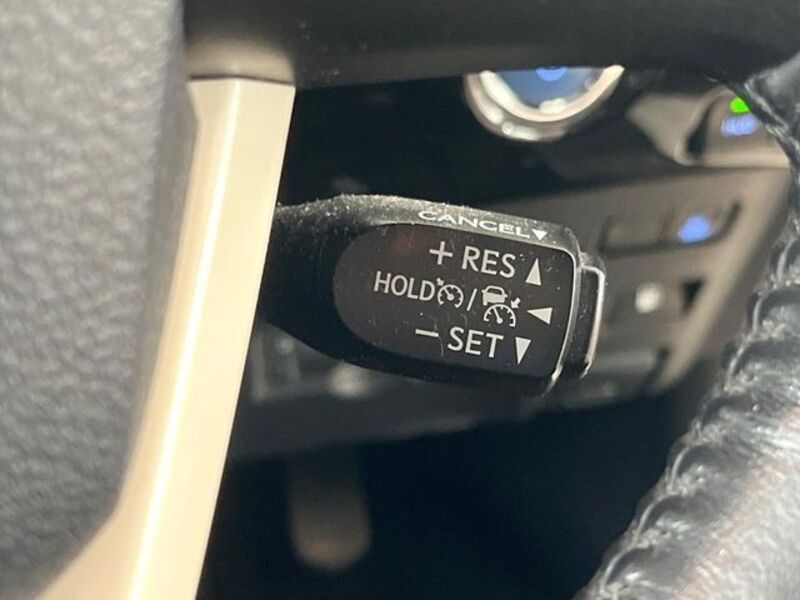 CANCEL▼
+ RES ▲
HOLD / ◀
− SET ▼